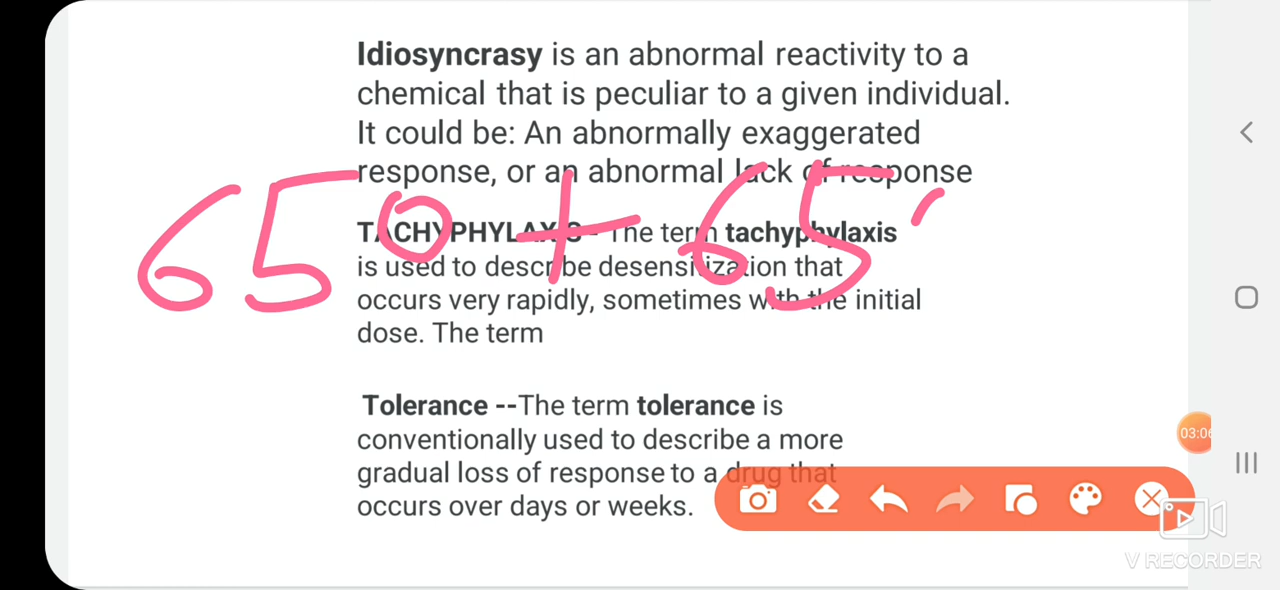 Idiosyncrasy is an abnormal reactivity to a
chemical that is peculiar to a given individual.
It could be: An abnormally exaggerated
response, or an abnormal lack of response
650 + 65
TACHYPHYLAXIS- The term tachyphylaxis
is used to describe desensitization that
occurs very rapidly, sometimes with the initial
dose. The term
Tolerance --The term tolerance is
conventionally used to describe a more
gradual loss of response to a drug that
occurs over days or weeks.
03:06
V RECORDER